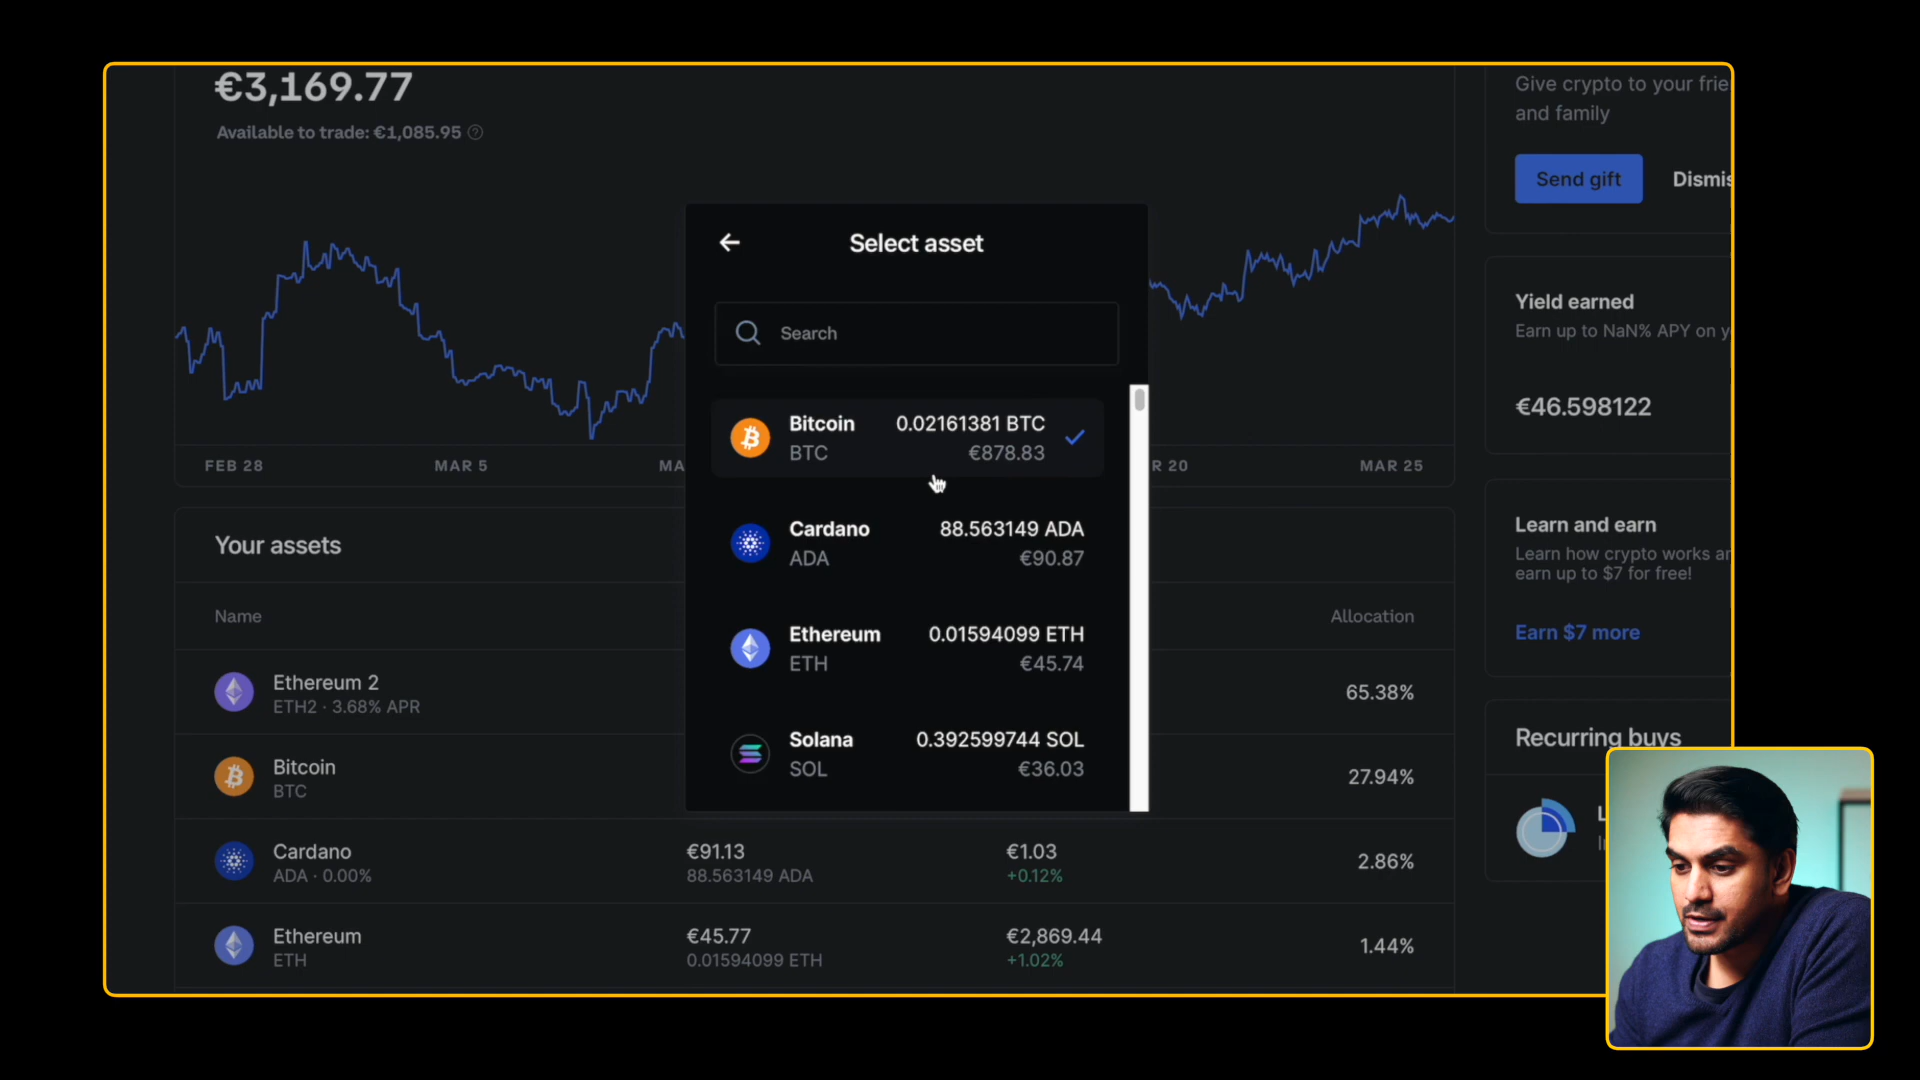 €3,169.77
Available to trade: €1,085.95
FEB 28
MAR 5
MAR 25
Your assets
Name
Allocation
Ethereum 2
ETH2 · 3.68% APR
65.38%
Bitcoin
BTC
27.94%
Cardano
ADA · 0.00%
€91.13
88.563149 ADA
€1.03
+0.12%
2.86%
Ethereum
ETH
€45.77
0.01594099 ETH
€2,869.44
+1.02%
1.44%
Select asset
Search
Bitcoin
BTC
0.02161381 BTC
€878.83
Cardano
ADA
88.563149 ADA
€90.87
Ethereum
ETH
0.01594099 ETH
€45.74
Solana
SOL
0.392599744 SOL
€36.03
Give crypto to your frie
and family
Send gift
Dismis
Yield earned
Earn up to NaN% APY on y
€46.598122
Learn and earn
Learn how crypto works an
earn up to $7 for free!
Earn $7 more
Recurring buys